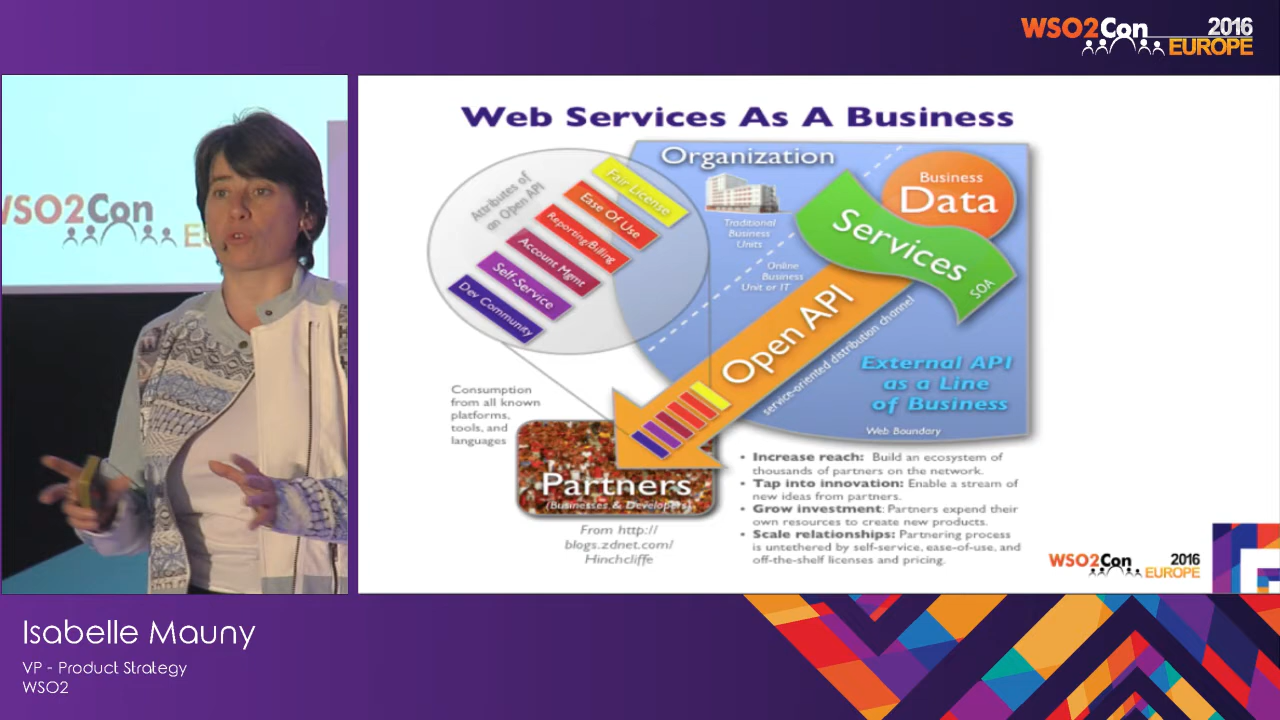 WSO2Con 2016
EUROPE
WSO2Con
E
Web Services As A Business
Organization
Attributes of
an Open API
Fair License
Ease Of Use
Reporting/Billing
Account Mgmt
Self-Service
Dev Community
Traditional
Business
Units
Online
Business
Unit or IT
Business
Data
Services
SOA
Open API
service-oriented distribution channel
External API
as a Line
of Business
Web Boundary
Consumption
from all known
platforms,
tools, and
languages
Partners
(Businesses & Developers)
From http://
blogs.zdnet.com/
Hinchcliffe
• Increase reach: Build an ecosystem of
thousands of partners on the network.
• Tap into innovation: Enable a stream of
new ideas from partners.
• Grow investment: Partners expend their
own resources to create new products.
• Scale relationships: Partnering process
is untethered by self-service, ease-of-use, and
off-the-shelf licenses and pricing.
WSO2Con 2016
EUROPE
Isabelle Mauny
VP - Product Strategy
WSO2